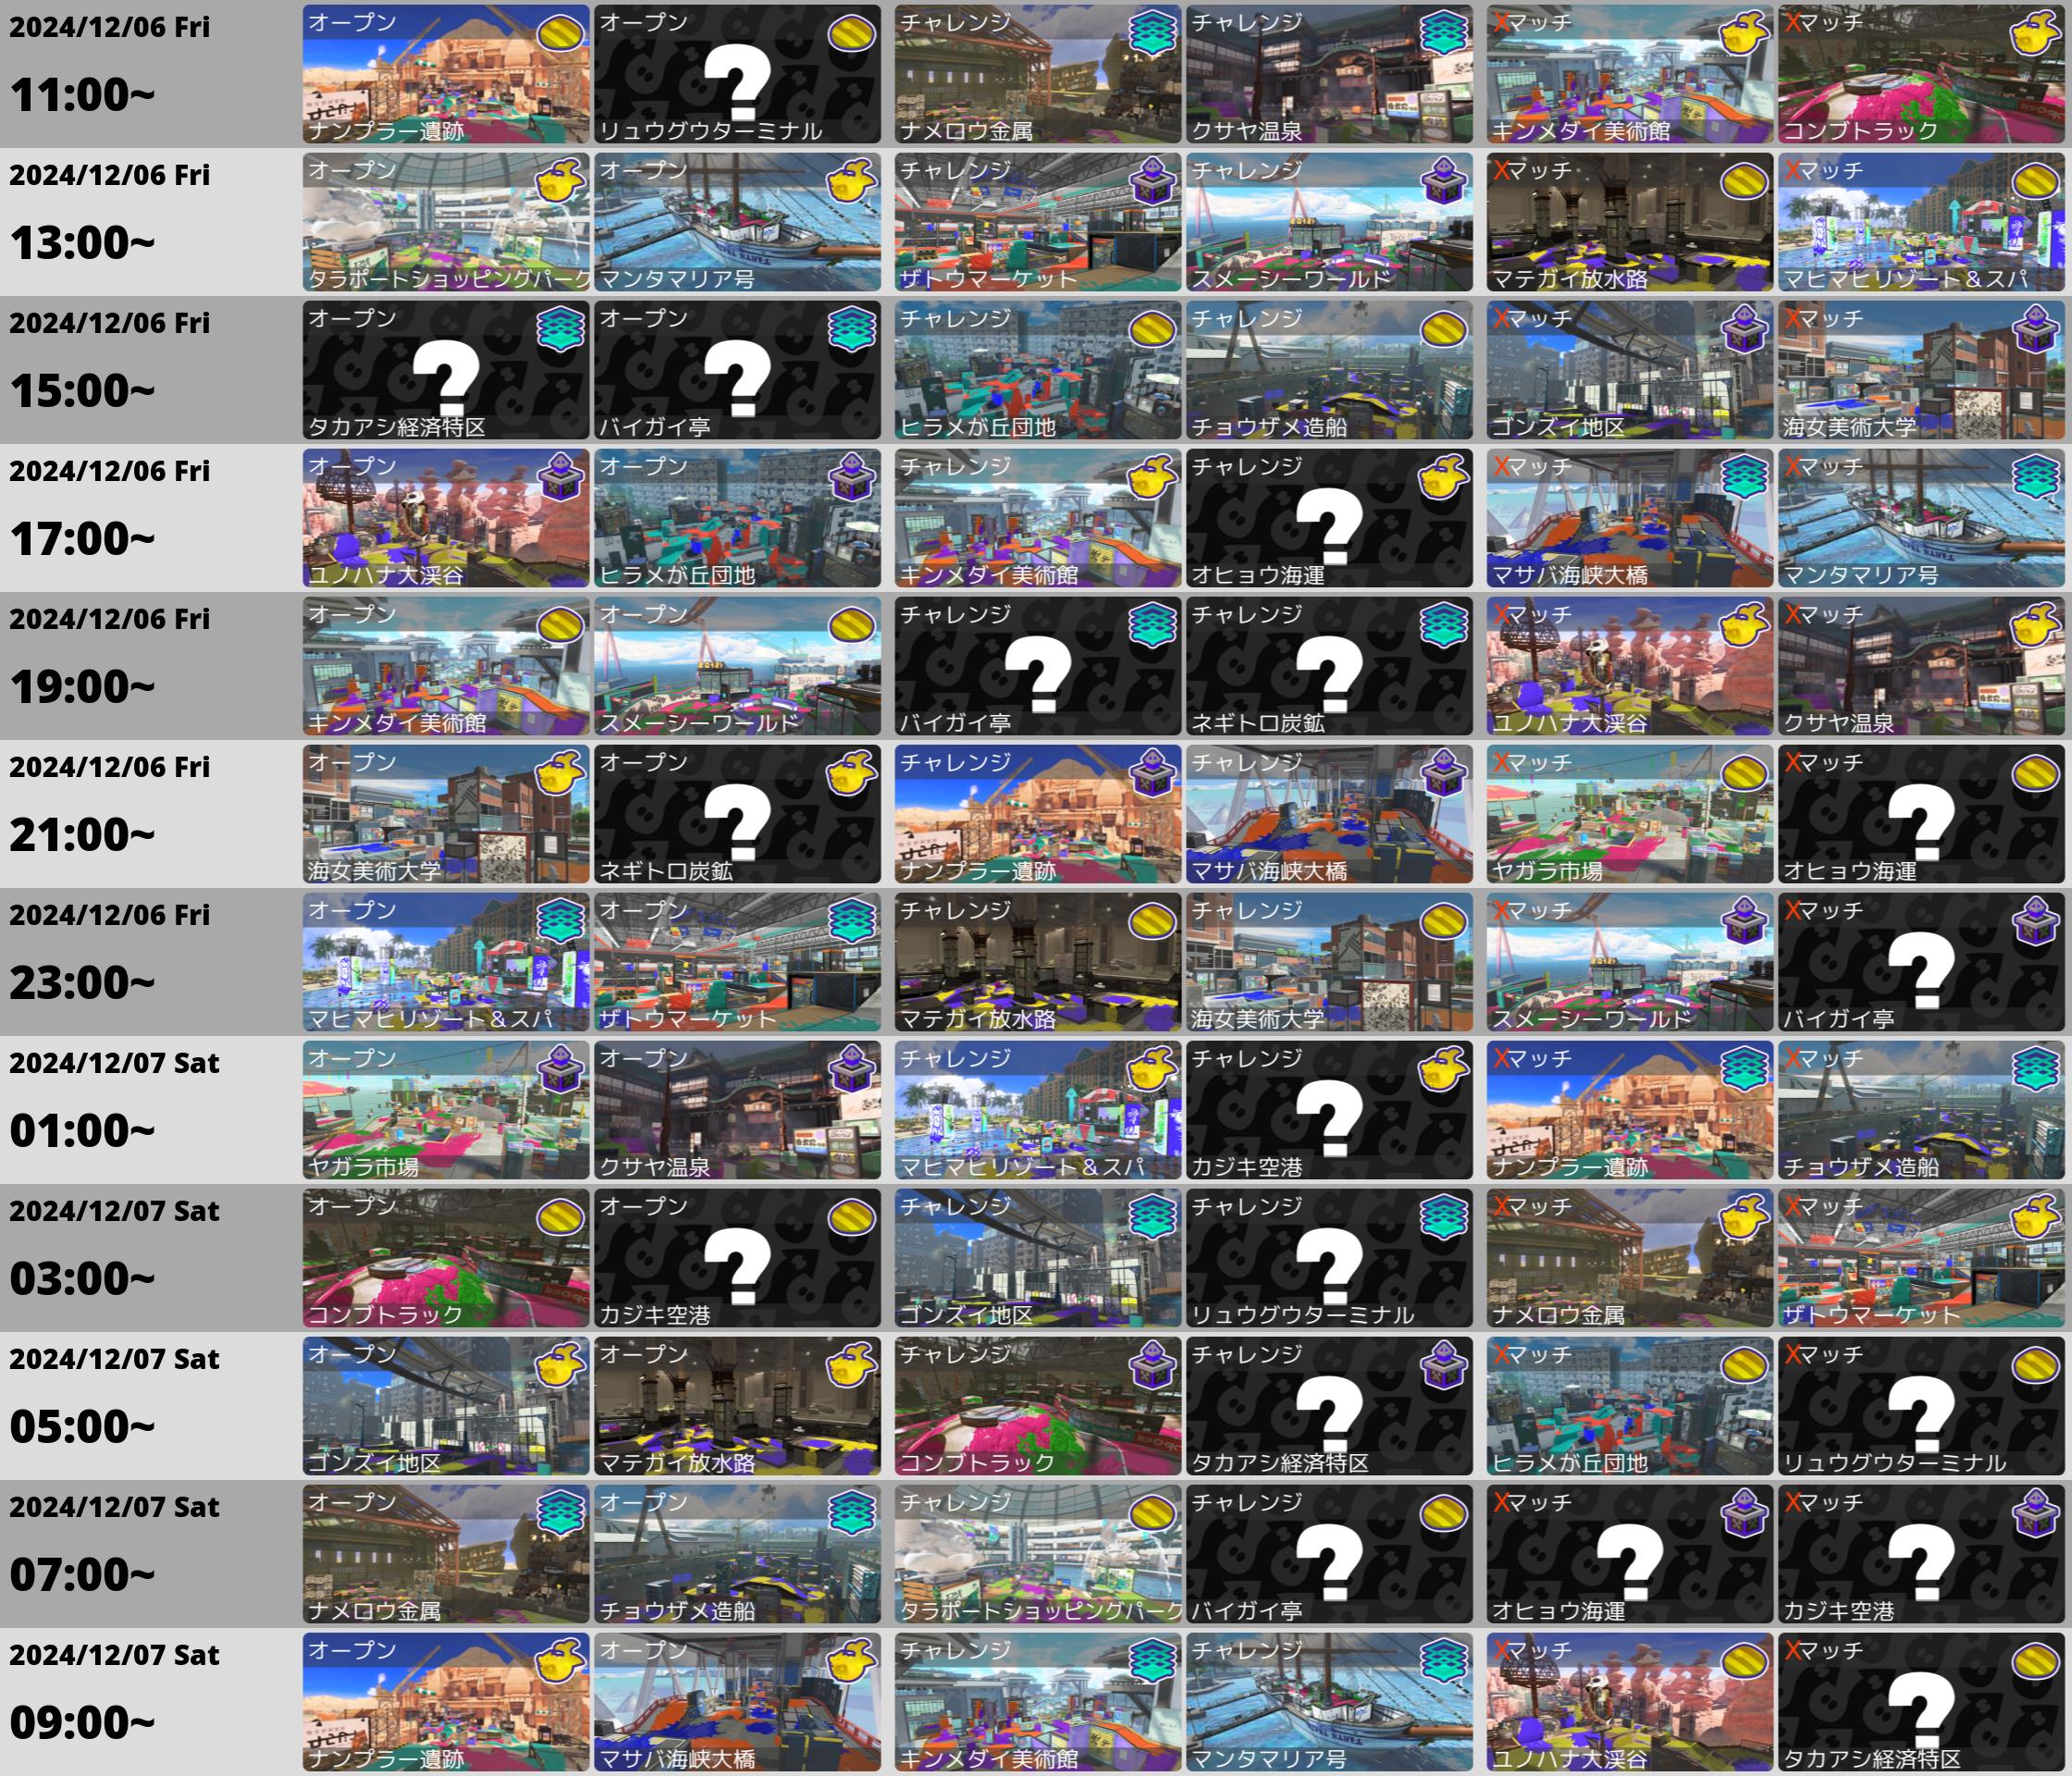 2024/12/06 Fri
11:00~
オープン
ナンプラー遺跡
オープン
リュウグウターミナル
チャレンジ
ナメロウ金属
チャレンジ
クサヤ温泉
Xマッチ
キンメダイ美術館
Xマッチ
コンブトラック
2024/12/06 Fri
13:00~
オープン
タラポートショッピングパーク
オープン
マンタマリア号
チャレンジ
ザトウマーケット
チャレンジ
スメーシーワールド
Xマッチ
マテガイ放水路
Xマッチ
マヒマヒリゾート&スパ
2024/12/06 Fri
15:00~
オープン
?
タカアシ経済特区
オープン
?
バイガイ亭
チャレンジ
ヒラメが丘団地
チャレンジ
チョウザメ造船
Xマッチ
ゴンズイ地区
Xマッチ
海女美術大学
2024/12/06 Fri
17:00~
オープン
ユノハナ大渓谷
オープン
ヒラメが丘団地
チャレンジ
キンメダイ美術館
チャレンジ
?
オヒョウ海運
Xマッチ
マサバ海峡大橋
Xマッチ
マンタマリア号
2024/12/06 Fri
19:00~
オープン
キンメダイ美術館
オープン
スメーシーワールド
チャレンジ
?
バイガイ亭
チャレンジ
?
ネギトロ炭鉱
Xマッチ
ユノハナ大渓谷
Xマッチ
クサヤ温泉
2024/12/06 Fri
21:00~
オープン
海女美術大学
オープン
?
ネギトロ炭鉱
チャレンジ
ナンプラー遺跡
チャレンジ
マサバ海峡大橋
Xマッチ
ヤガラ市場
Xマッチ
?
オヒョウ海運
2024/12/06 Fri
23:00~
オープン
マヒマヒリゾート&スパ
オープン
ザトウマーケット
チャレンジ
マテガイ放水路
チャレンジ
海女美術大学
Xマッチ
スメーシーワールド
Xマッチ
?
バイガイ亭
2024/12/07 Sat
01:00~
オープン
ヤガラ市場
オープン
クサヤ温泉
チャレンジ
マヒマヒリゾート&スパ
チャレンジ
?
カジキ空港
Xマッチ
ナンプラー遺跡
Xマッチ
チョウザメ造船
2024/12/07 Sat
03:00~
オープン
コンブトラック
オープン
?
カジキ空港
チャレンジ
ゴンズイ地区
チャレンジ
?
リュウグウターミナル
Xマッチ
ナメロウ金属
Xマッチ
ザトウマーケット
2024/12/07 Sat
05:00~
オープン
ゴンズイ地区
オープン
マテガイ放水路
チャレンジ
コンブトラック
チャレンジ
?
タカアシ経済特区
Xマッチ
ヒラメが丘団地
Xマッチ
?
リュウグウターミナル
2024/12/07 Sat
07:00~
オープン
ナメロウ金属
オープン
チョウザメ造船
チャレンジ
タラポートショッピングパーク
チャレンジ
?
バイガイ亭
Xマッチ
?
オヒョウ海運
Xマッチ
?
カジキ空港
2024/12/07 Sat
09:00~
オープン
ナンプラー遺跡
オープン
マサバ海峡大橋
チャレンジ
キンメダイ美術館
チャレンジ
マンタマリア号
Xマッチ
ユノハナ大渓谷
Xマッチ
?
タカアシ経済特区